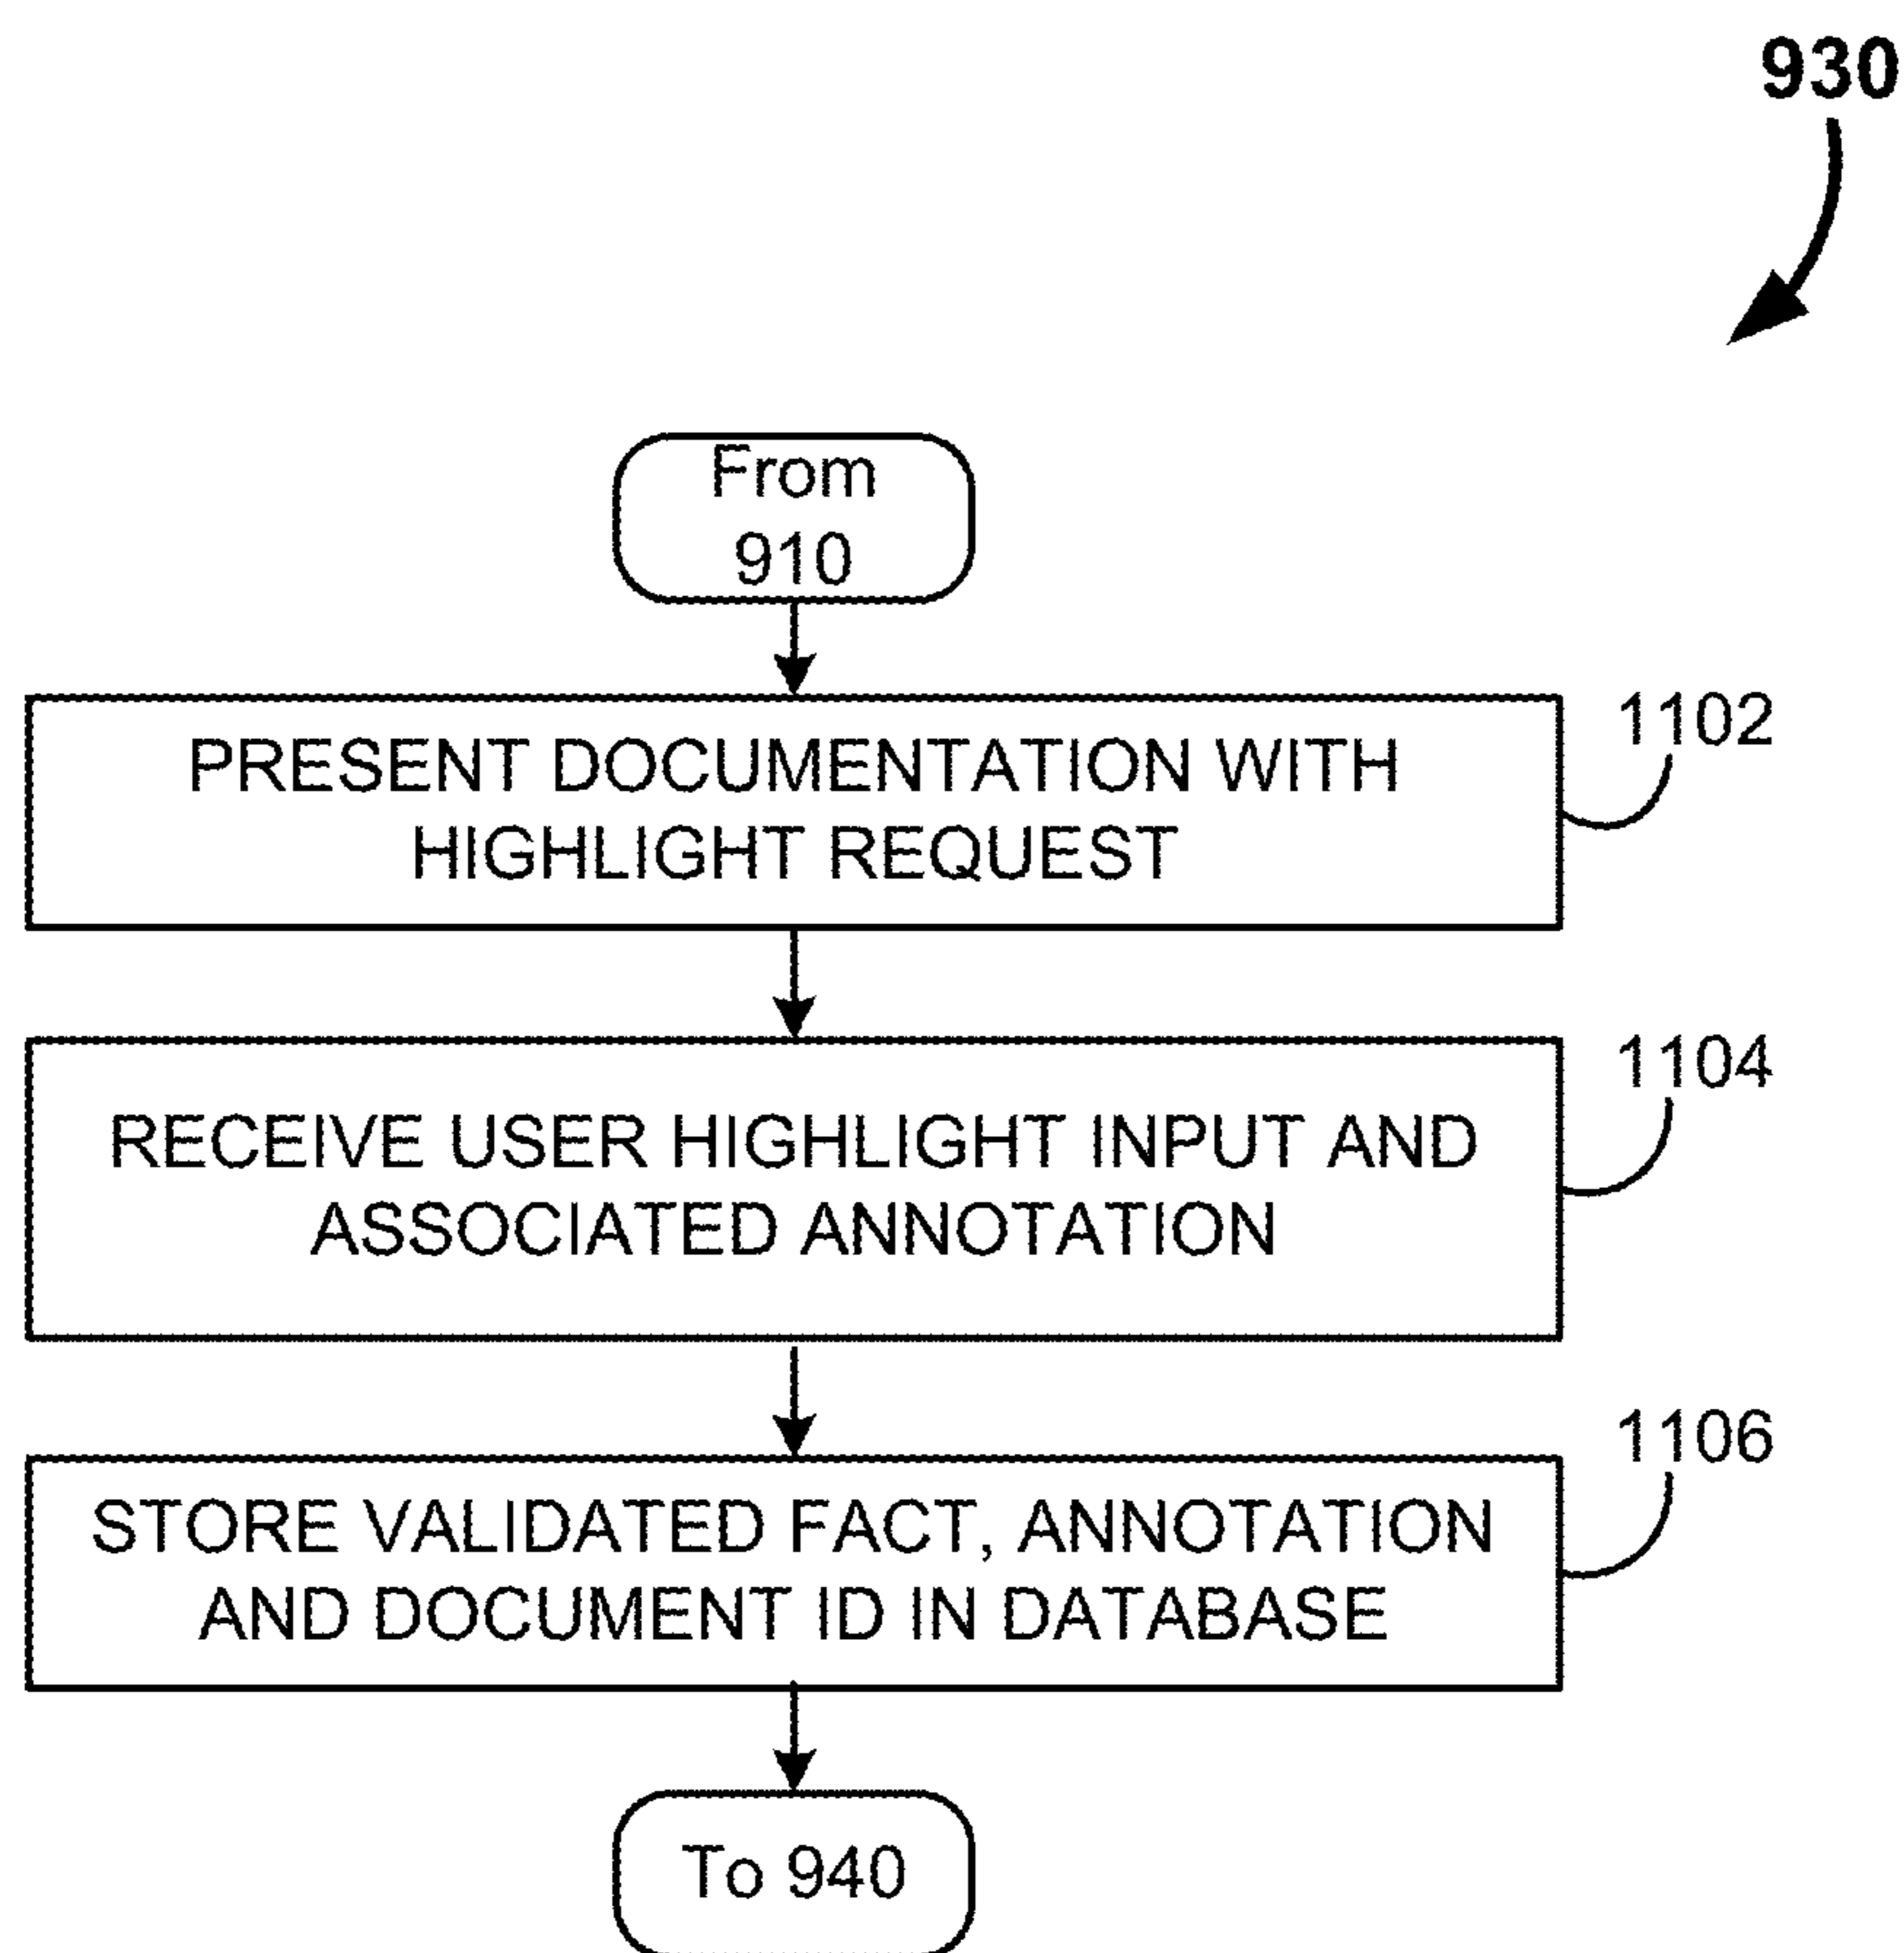 930
From
910
PRESENT DOCUMENTATION WITH
HIGHLIGHT REQUEST
1102
RECEIVE USER HIGHLIGHT INPUT AND
ASSOCIATED ANNOTATION
1104
STORE VALIDATED FACT, ANNOTATION
AND DOCUMENT ID IN DATABASE
1106
To 940